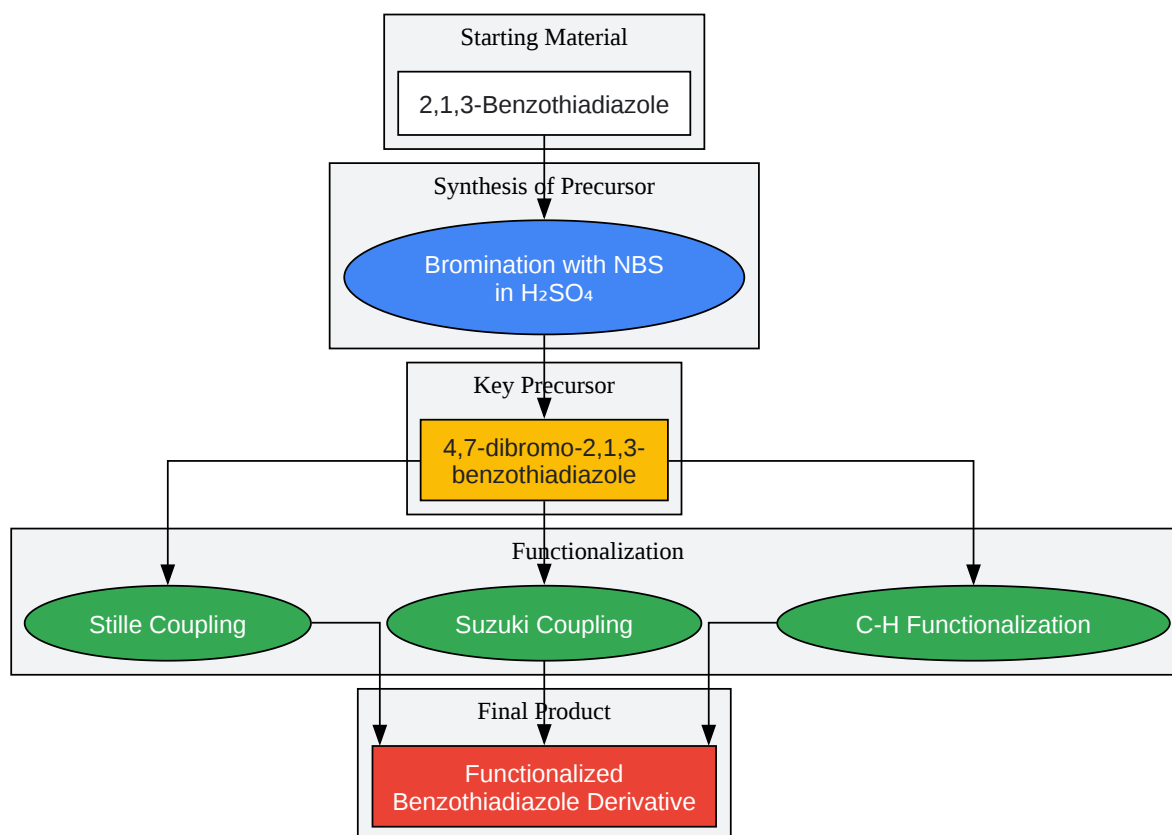 Starting Material
2,1,3-Benzothiadiazole
Synthesis of Precursor
Bromination with NBS
in H₂SO₄
Key Precursor
4,7-dibromo-2,1,3-
benzothiadiazole
Functionalization
Stille Coupling
Suzuki Coupling
C-H Functionalization
Final Product
Functionalized
Benzothiadiazole Derivative